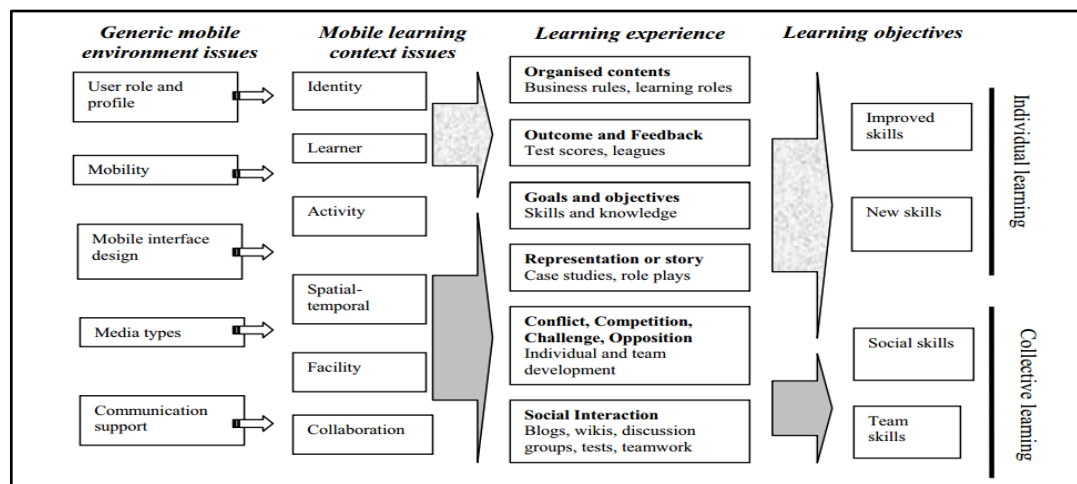 Generic mobile
environment issues
User role and
profile
Mobility
Mobile interface
design
Media types
Communication
support
Mobile learning
context issues
Identity
Learner
Activity
Spatial-
temporal
Facility
Collaboration
Learning experience
Organised contents
Business rules, learning roles
Outcome and Feedback
Test scores, leagues
Goals and objectives
Skills and knowledge
Representation or story
Case studies, role plays
Conflict, Competition,
Challenge, Opposition
Individual and team
development
Social Interaction
Blogs, wikis, discussion
groups, tests, teamwork
Learning objectives
Improved
skills
New skills
Social skills
Team
skills
Individual learning
Collective learning